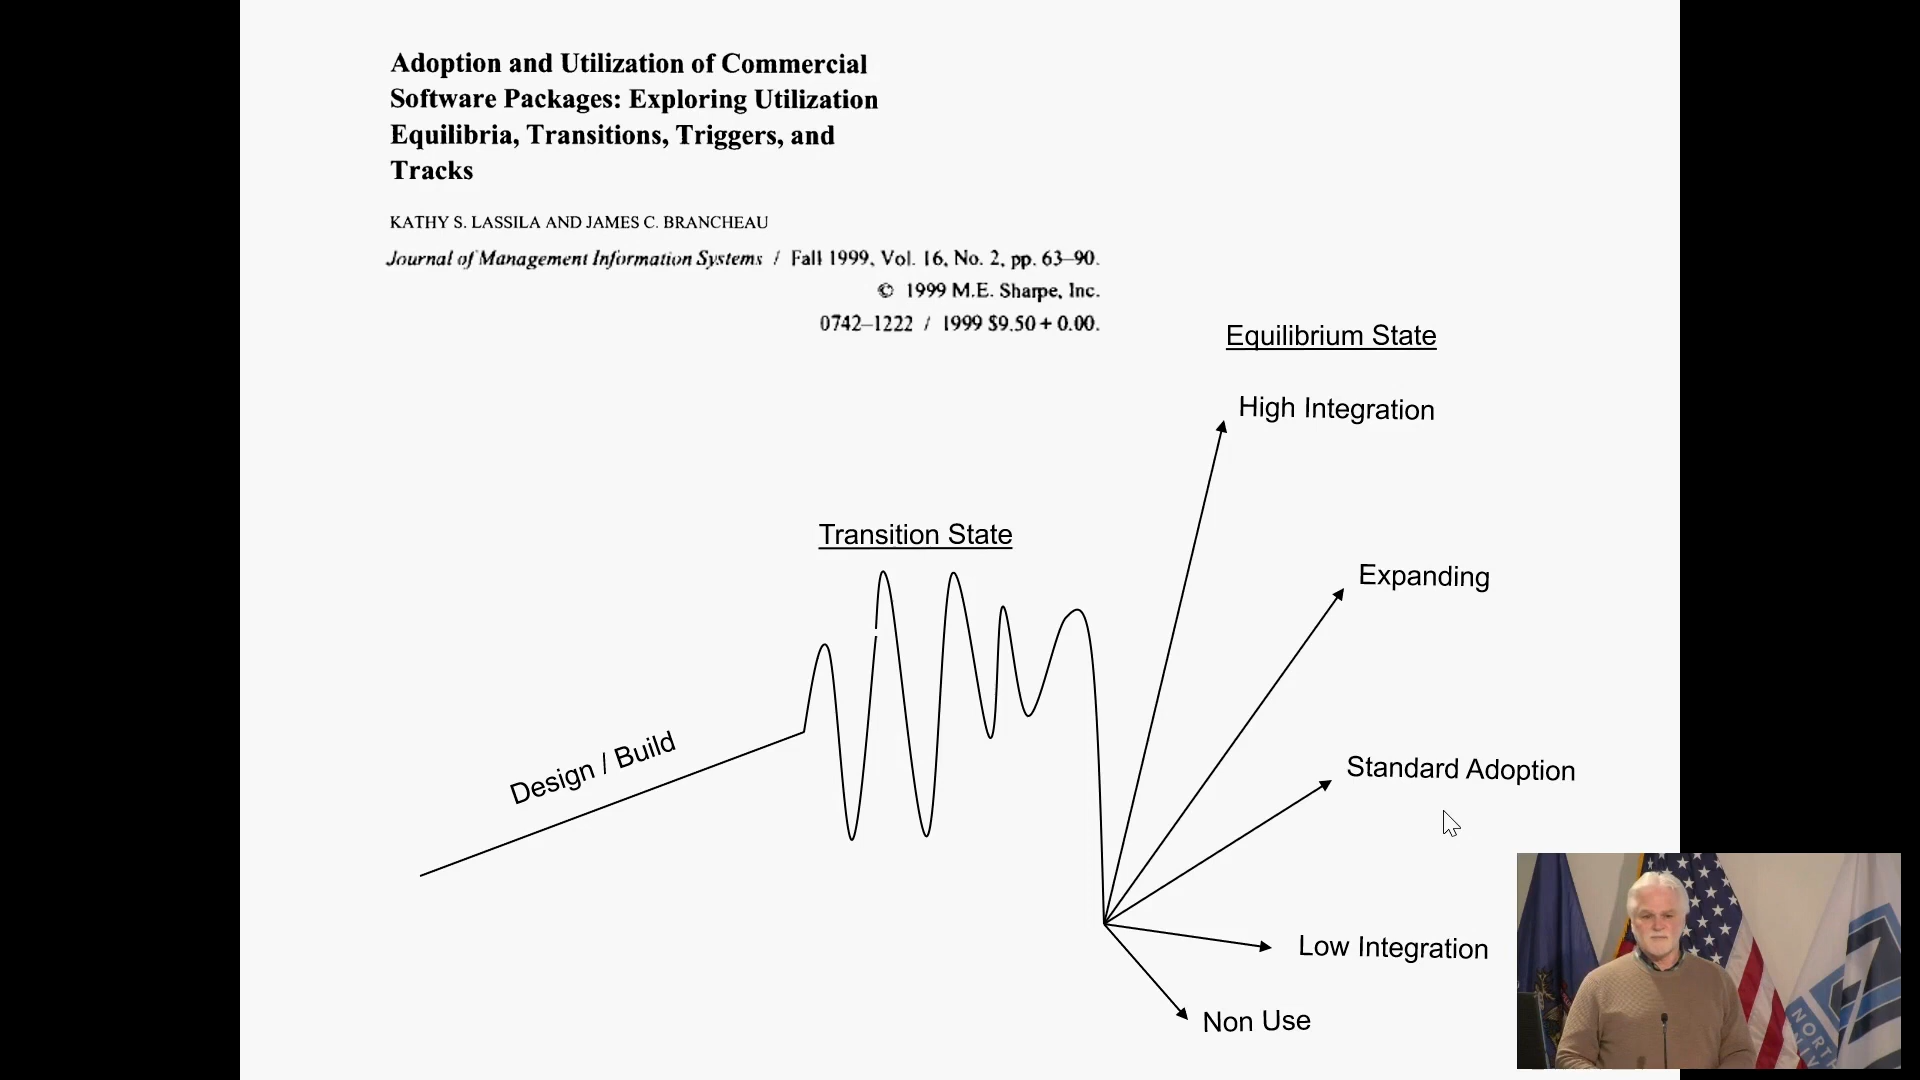 Adoption and Utilization of Commercial
Software Packages: Exploring Utilization
Equilibria, Transitions, Triggers, and
Tracks
KATHY S. LASSILA AND JAMES C. BRANCHEAU
Journal of Management Information Systems / Fall 1999, Vol. 16, No. 2, pp. 63–90.
© 1999 M.E. Sharpe, Inc.
0742–1222 / 1999 $9.50 + 0.00.
Equilibrium State
High Integration
Transition State
Expanding
Design / Build
Standard Adoption
Low Integration
Non Use